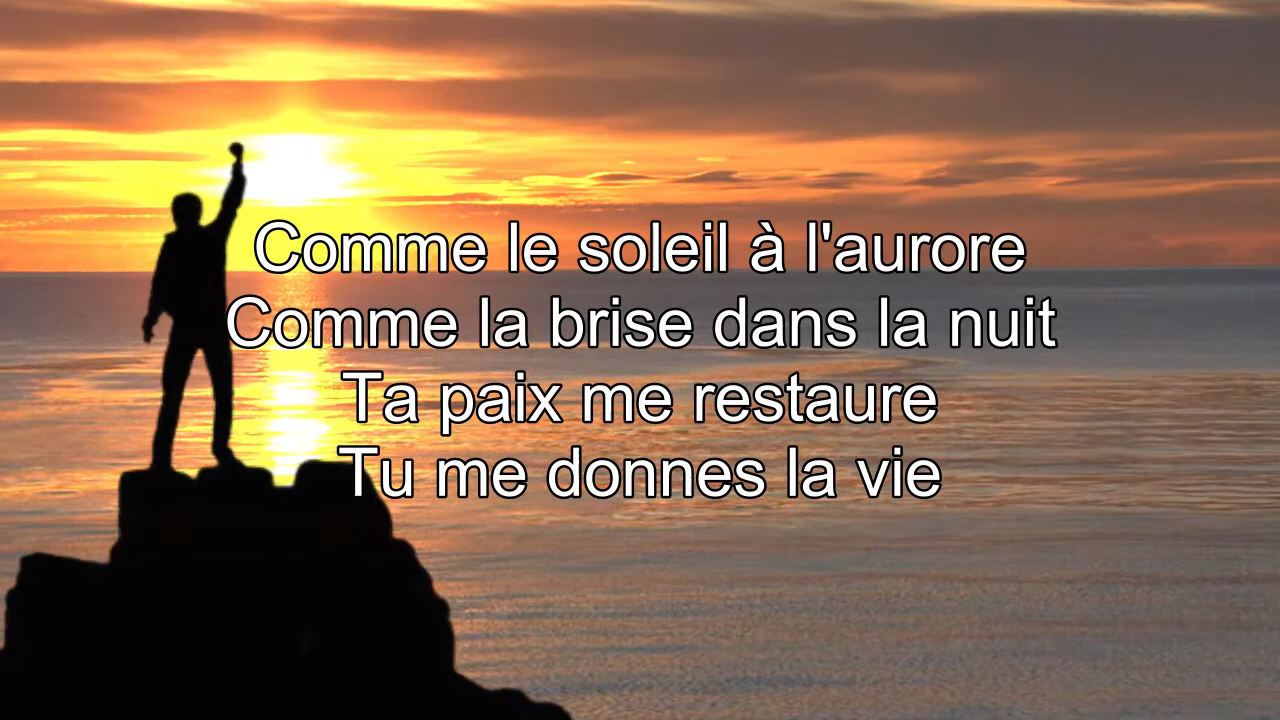 Comme le soleil à l'aurore
Comme la brise dans la nuit
Ta paix me restaure
Tu me donnes la vie